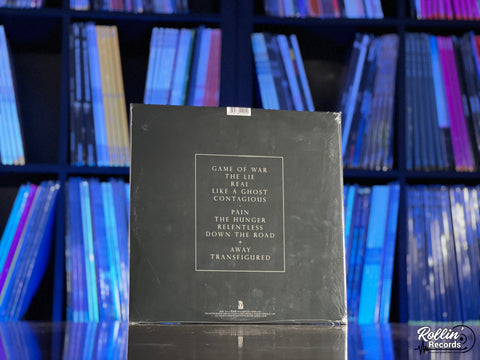 GAME OF WAR
THE LIE
REAL
LIKE A GHOST
CONTAGIOUS
-
PAIN
THE HUNGER
RELENTLESS
DOWN THE ROAD
+
AWAY
TRANSFIGURED
Rollin'
Records